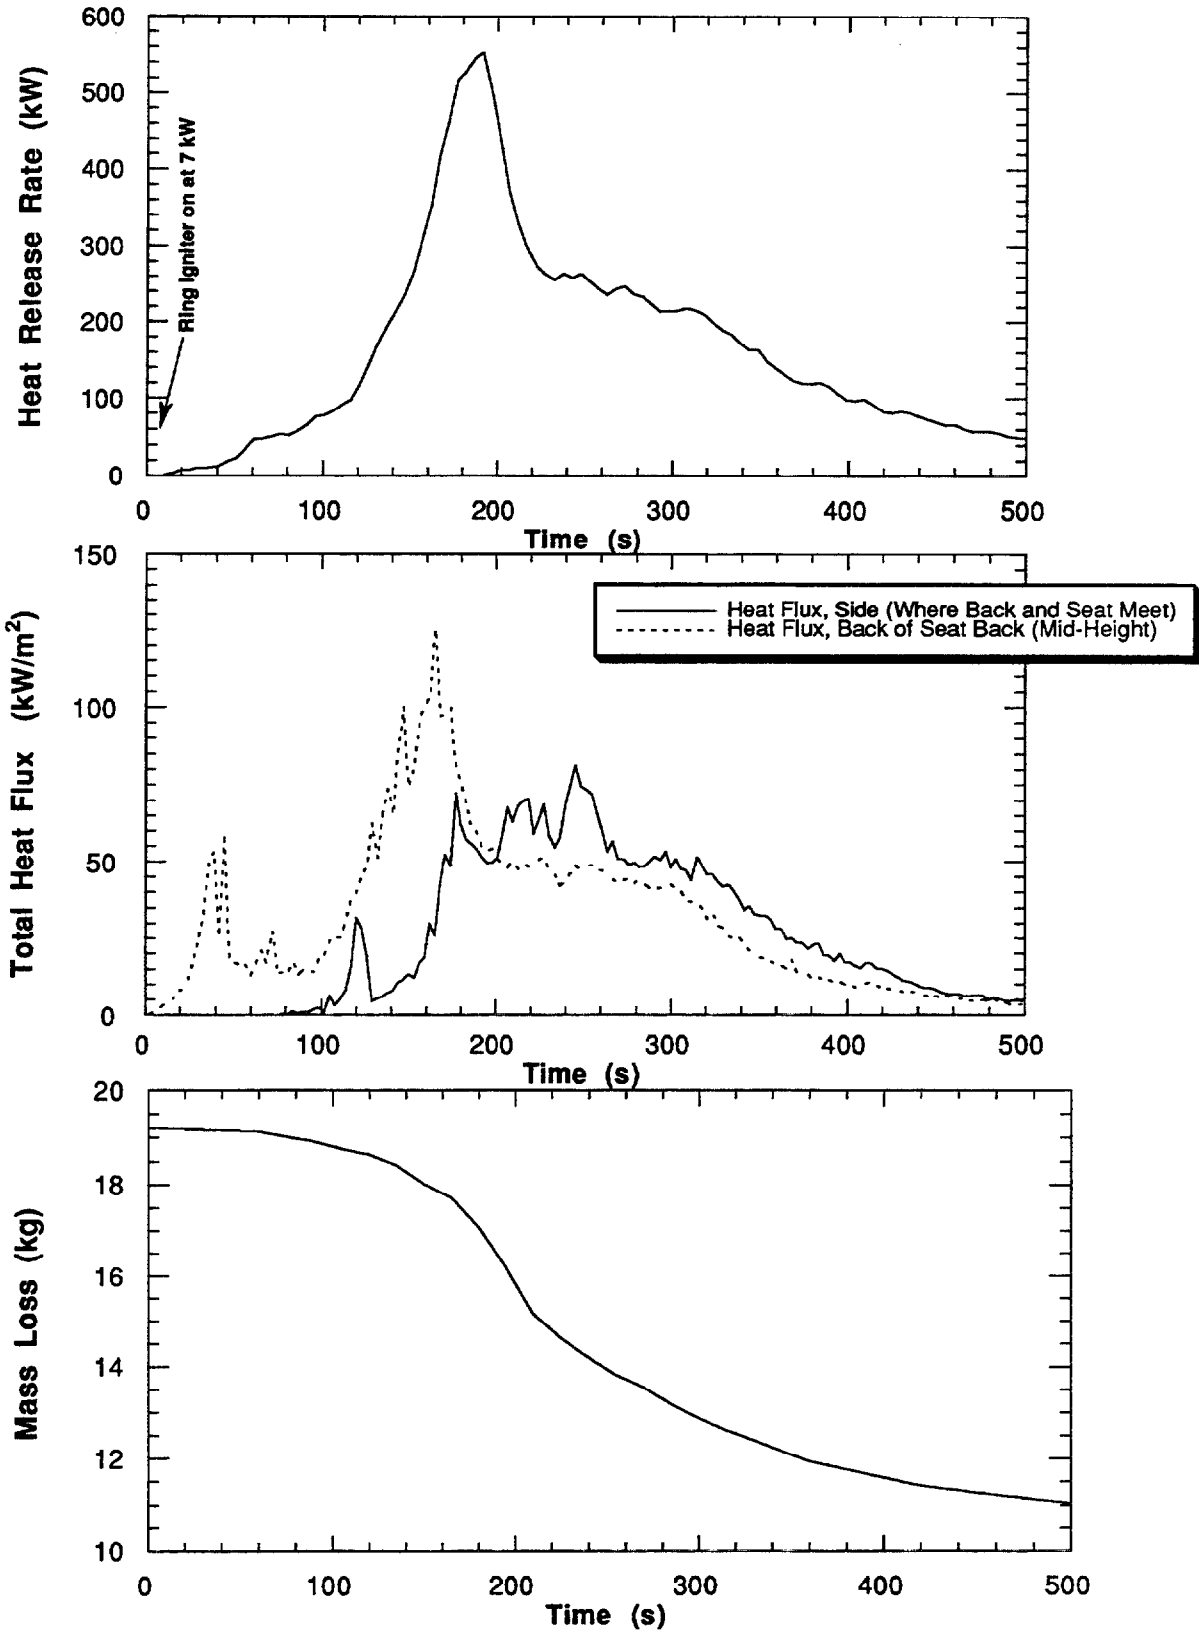 600
500
400
300
200
100
0
Heat Release Rate (kW)
Ring Igniter on at 7 kW
0 100 200 300 400 500
Time (s)
150
100
50
0
Total Heat Flux (kW/m²)
Heat Flux, Side (Where Back and Seat Meet)
Heat Flux, Back of Seat Back (Mid-Height)
0 100 200 300 400 500
Time (s)
20
18
16
14
12
10
Mass Loss (kg)
0 100 200 300 400 500
Time (s)